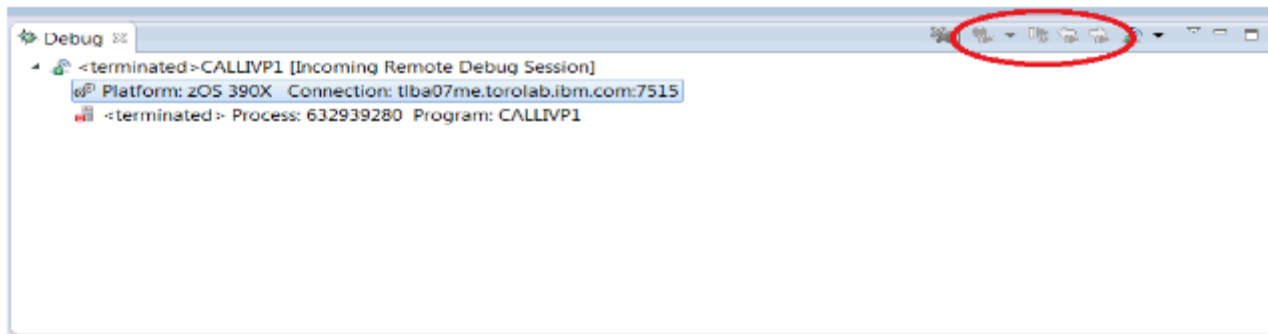 Debug
<terminated>CALLIVP1 [Incoming Remote Debug Session]
Platform: zOS 390X Connection: tlba07me.torolab.ibm.com:7515
<terminated> Process: 632939280 Program: CALLIVP1